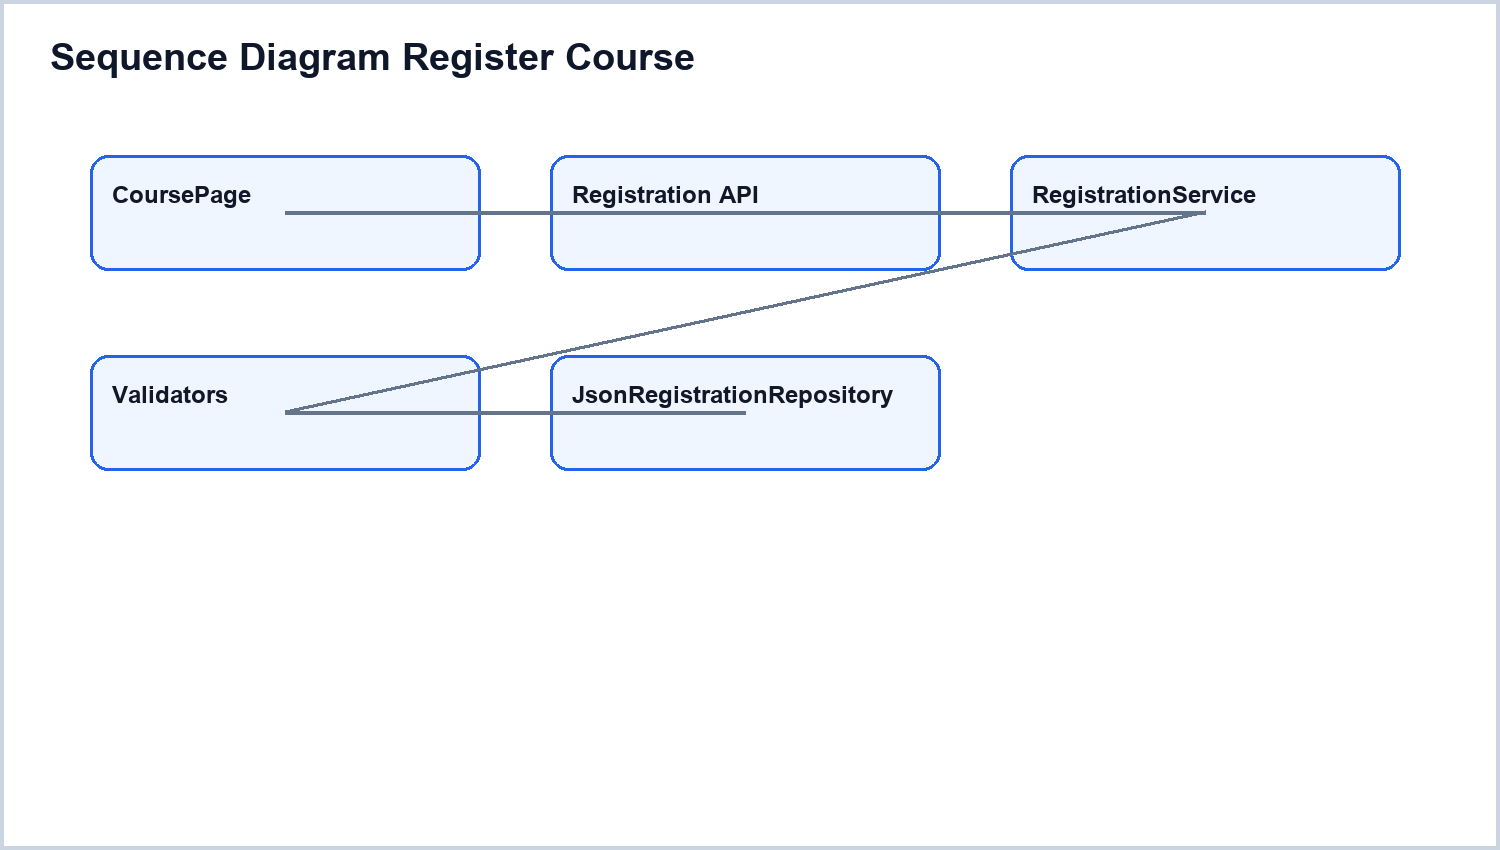 Sequence Diagram Register Course
CoursePage
Registration API
RegistrationService
Validators
JsonRegistrationRepository